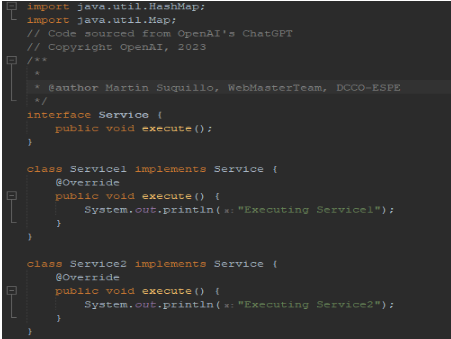 import java.util.HashMap;
import java.util.Map;
// Code sourced from OpenAI's ChatGPT
// Copyright OpenAI, 2023
/**
 *
 * @author Martin Suquillo, WebMasterTeam, DCCO-ESPE
 */
interface Service {
    public void execute();
}

class Service1 implements Service {
    @Override
    public void execute() {
        System.out.println( x: "Executing Service1");
    }
}

class Service2 implements Service {
    @Override
    public void execute() {
        System.out.println( x: "Executing Service2");
    }
}